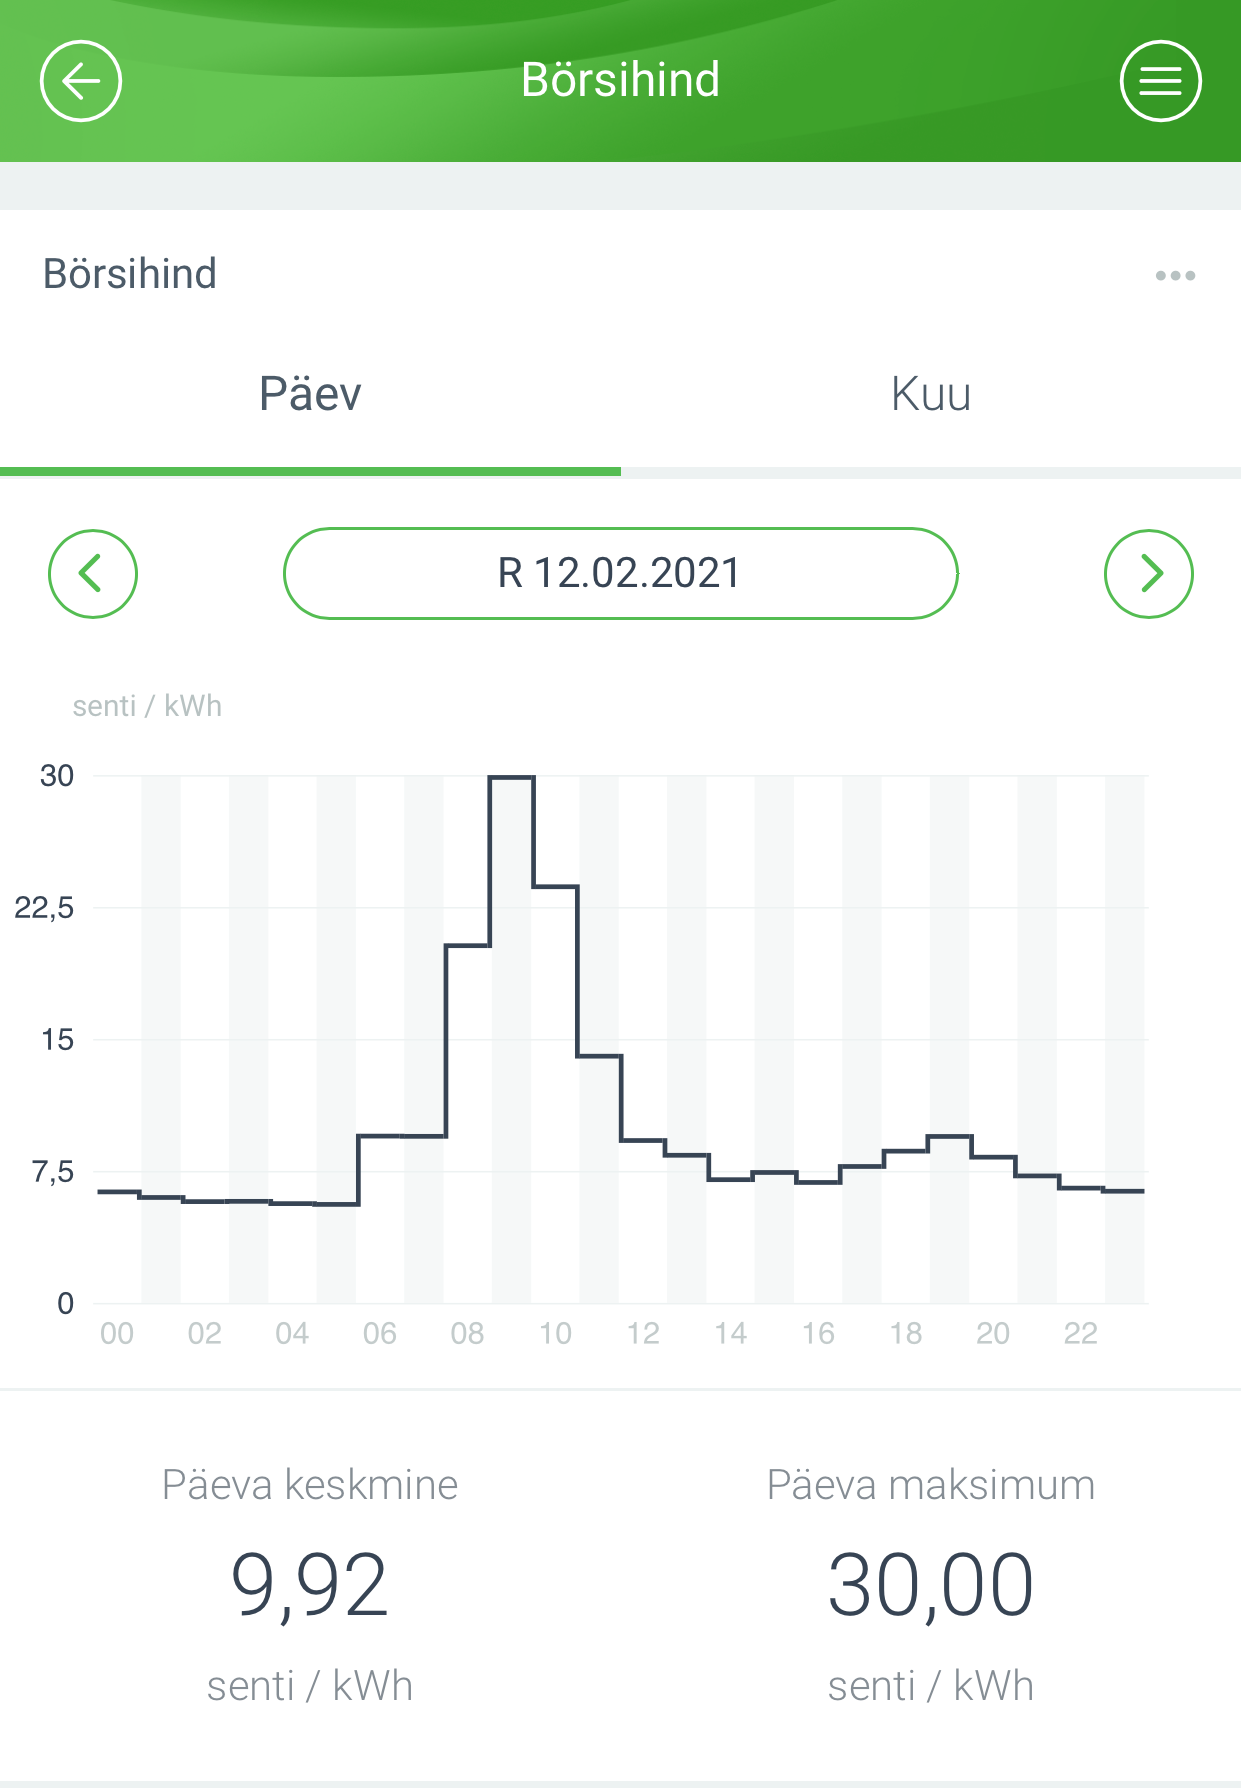 Börsihind
Börsihind
Päev Kuu
R 12.02.2021
senti / kWh
30
22,5
15
7,5
0
00 02 04 06 08 10 12 14 16 18 20 22
Päeva keskmine Päeva maksimum
9,92 30,00
senti / kWh senti / kWh